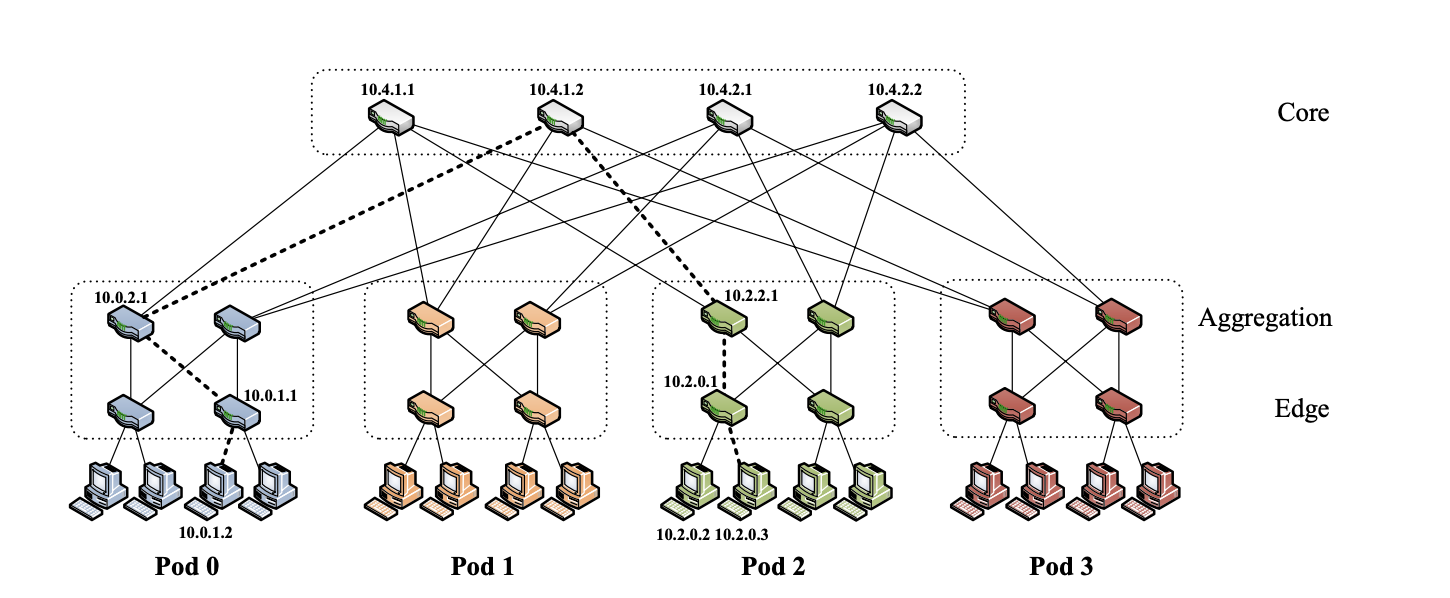 10.4.1.1 10.4.1.2 10.4.2.1 10.4.2.2
Core
10.0.2.1 10.2.2.1
Aggregation
10.2.0.1
10.0.1.1
Edge
10.0.1.2
10.2.0.2 10.2.0.3
Pod 0 Pod 1 Pod 2 Pod 3